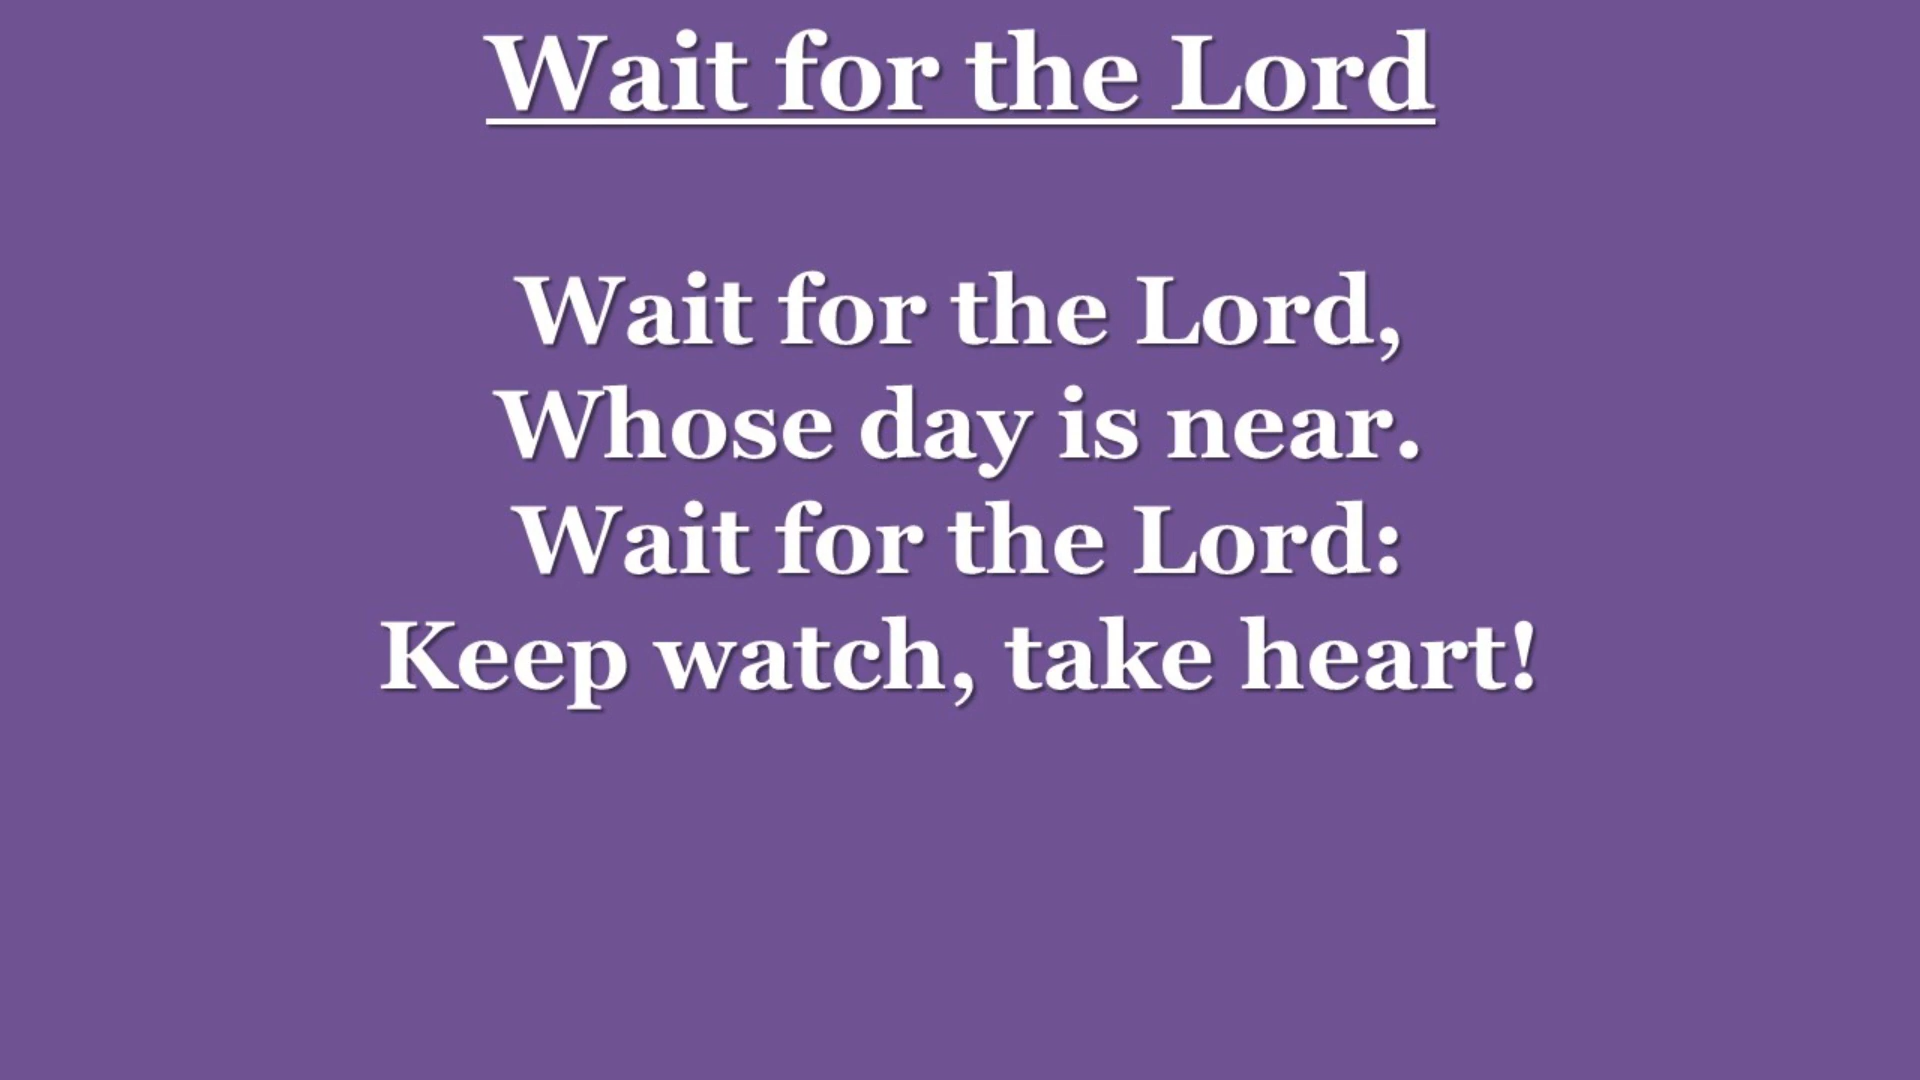 Wait for the Lord
Wait for the Lord,
Whose day is near.
Wait for the Lord:
Keep watch, take heart!